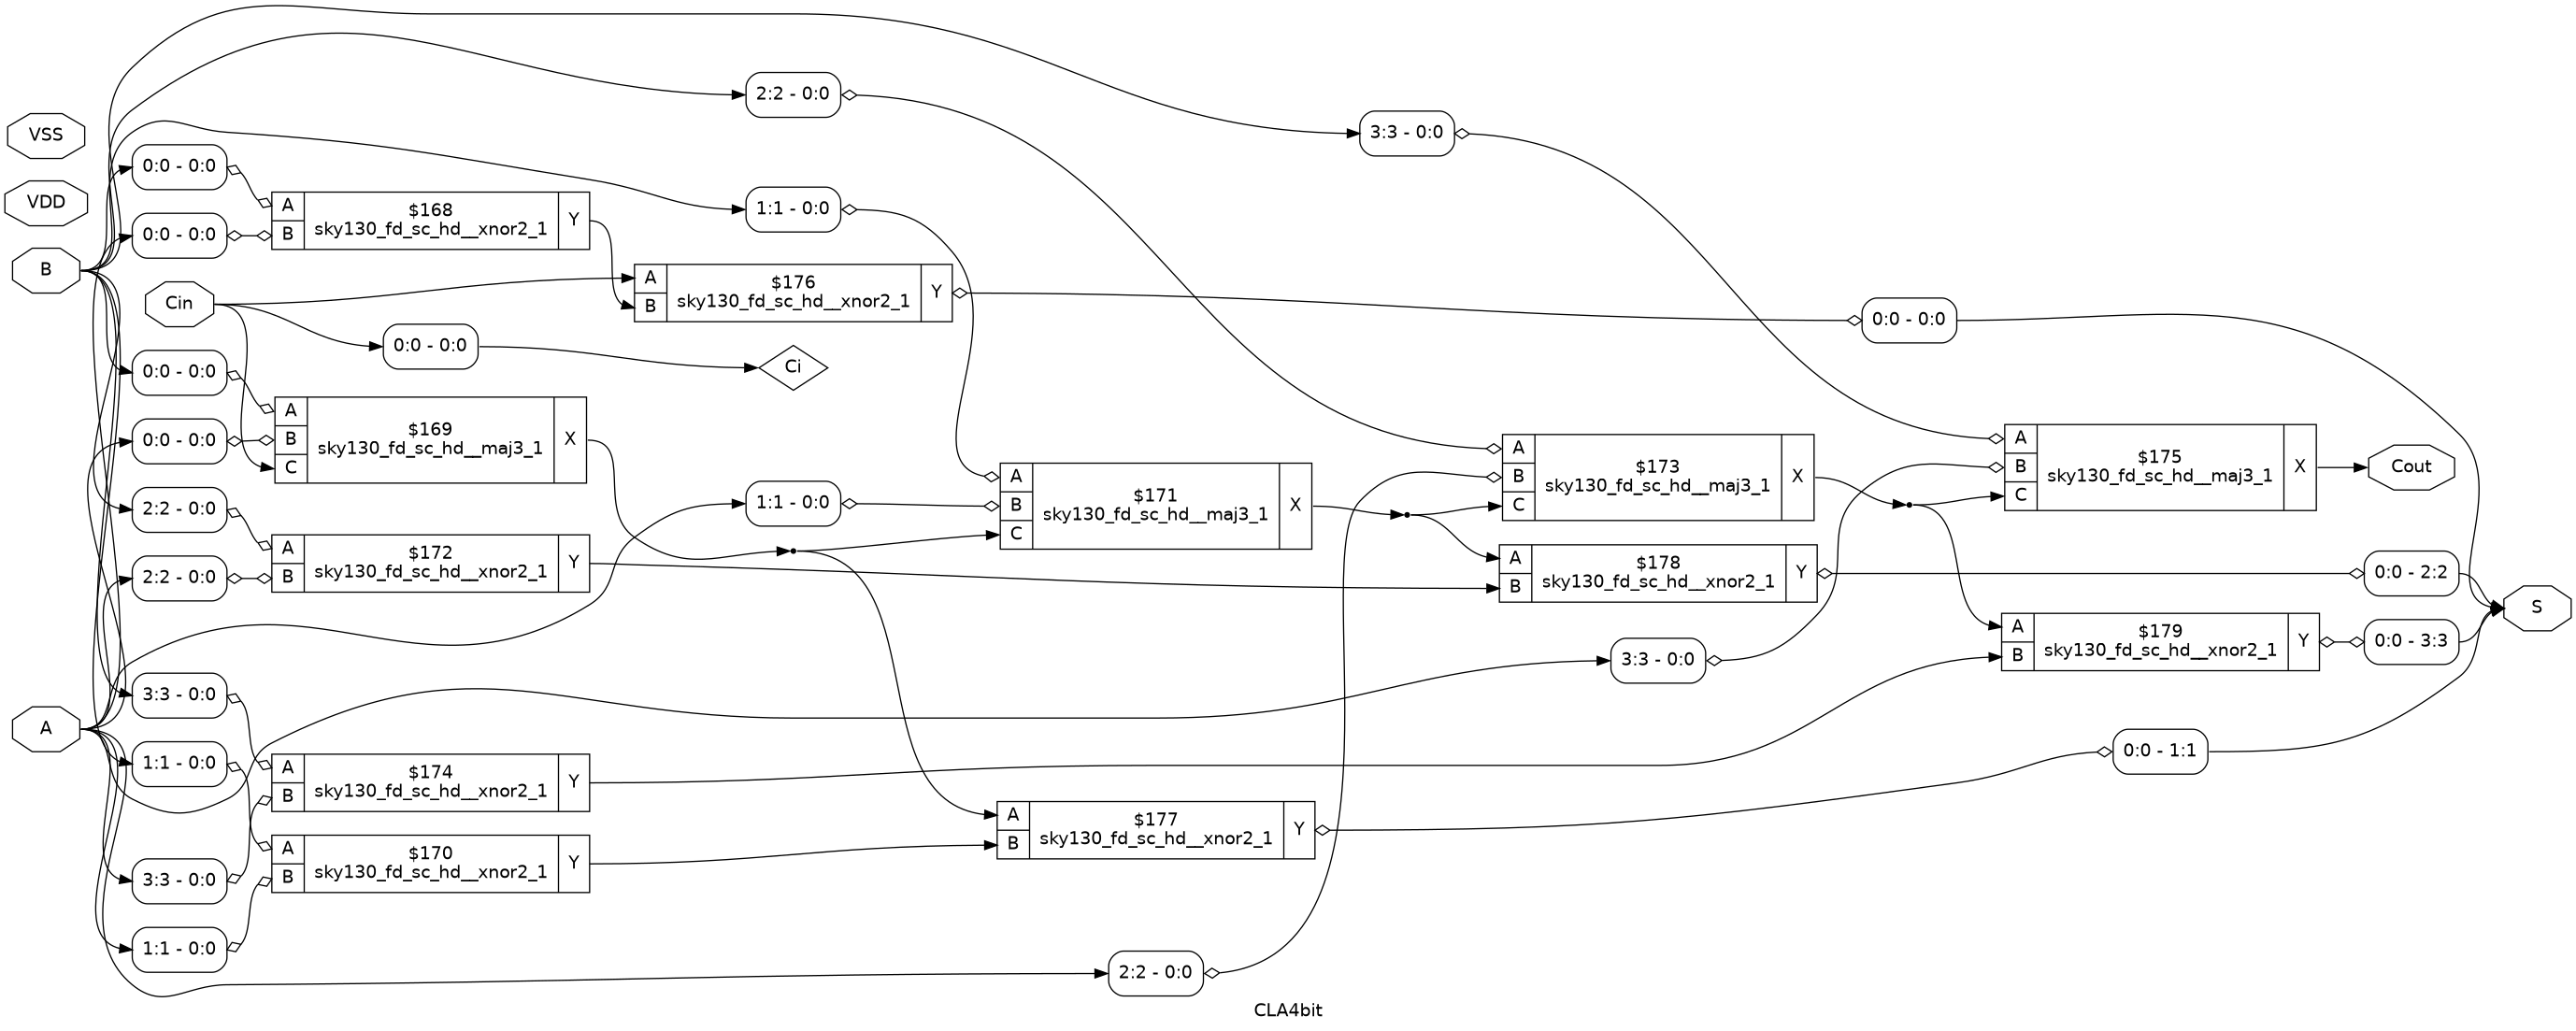 VSS
VDD
B
A
Cin
0:0 - 0:0
0:0 - 0:0
A
B
$168
sky130_fd_sc_hd__xnor2_1
Y
0:0 - 0:0
0:0 - 0:0
0:0 - 0:0
A
B
C
$169
sky130_fd_sc_hd__maj3_1
X
2:2 - 0:0
2:2 - 0:0
A
B
$172
sky130_fd_sc_hd__xnor2_1
Y
3:3 - 0:0
1:1 - 0:0
A
B
$174
sky130_fd_sc_hd__xnor2_1
Y
3:3 - 0:0
1:1 - 0:0
A
B
$170
sky130_fd_sc_hd__xnor2_1
Y
2:2 - 0:0
1:1 - 0:0
A
B
$176
sky130_fd_sc_hd__xnor2_1
Y
Ci
1:1 - 0:0
A
B
C
$171
sky130_fd_sc_hd__maj3_1
X
A
B
$177
sky130_fd_sc_hd__xnor2_1
Y
2:2 - 0:0
3:3 - 0:0
A
B
C
$173
sky130_fd_sc_hd__maj3_1
X
A
B
$178
sky130_fd_sc_hd__xnor2_1
Y
3:3 - 0:0
0:0 - 0:0
A
B
C
$175
sky130_fd_sc_hd__maj3_1
X
A
B
$179
sky130_fd_sc_hd__xnor2_1
Y
0:0 - 1:1
Cout
0:0 - 2:2
0:0 - 3:3
S
CLA4bit